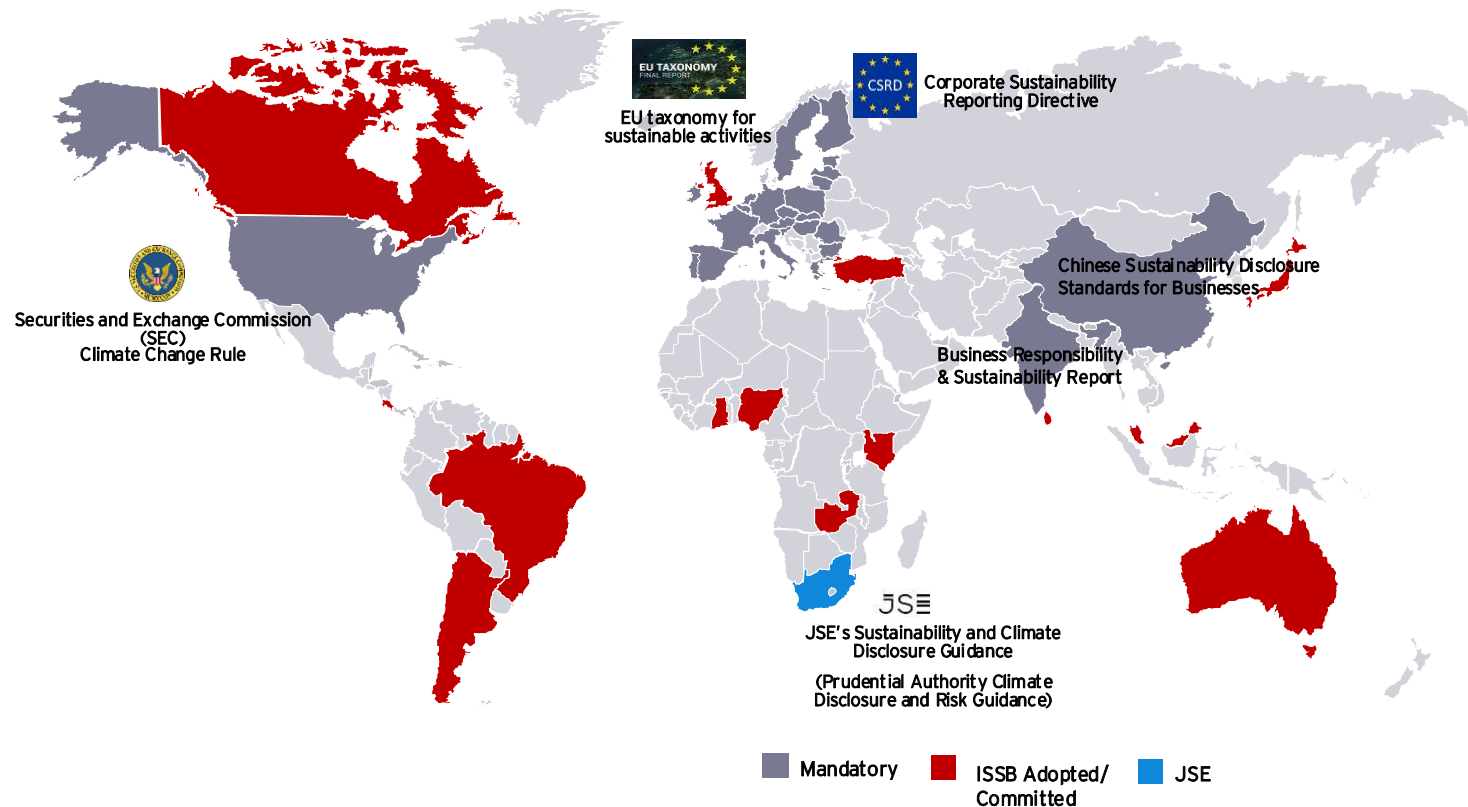 EU TAXONOMY
FINAL REPORT
EU taxonomy for
sustainable activities
CSRD
Corporate Sustainability
Reporting Directive
Securities and Exchange Commission
(SEC)
Climate Change Rule
Chinese Sustainability Disclosure
Standards for Businesses
Business Responsibility
& Sustainability Report
JSE
JSE's Sustainability and Climate
Disclosure Guidance
(Prudential Authority Climate
Disclosure and Risk Guidance)
Mandatory
ISSB Adopted/
Committed
JSE